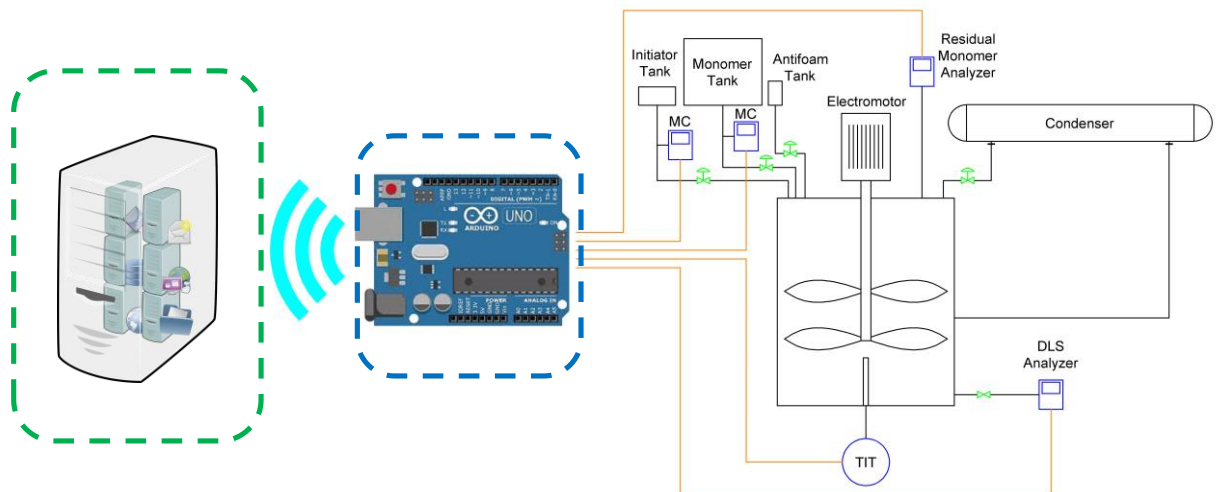 Initiator
Tank
Monomer
Tank
Antifoam
Tank
Residual
Monomer
Analyzer
MC
MC
Electromotor
Condenser
DIGITAL (PWM ~)
UNO
ARDUINO
POWER
ANALOG IN
DLS
Analyzer
TIT